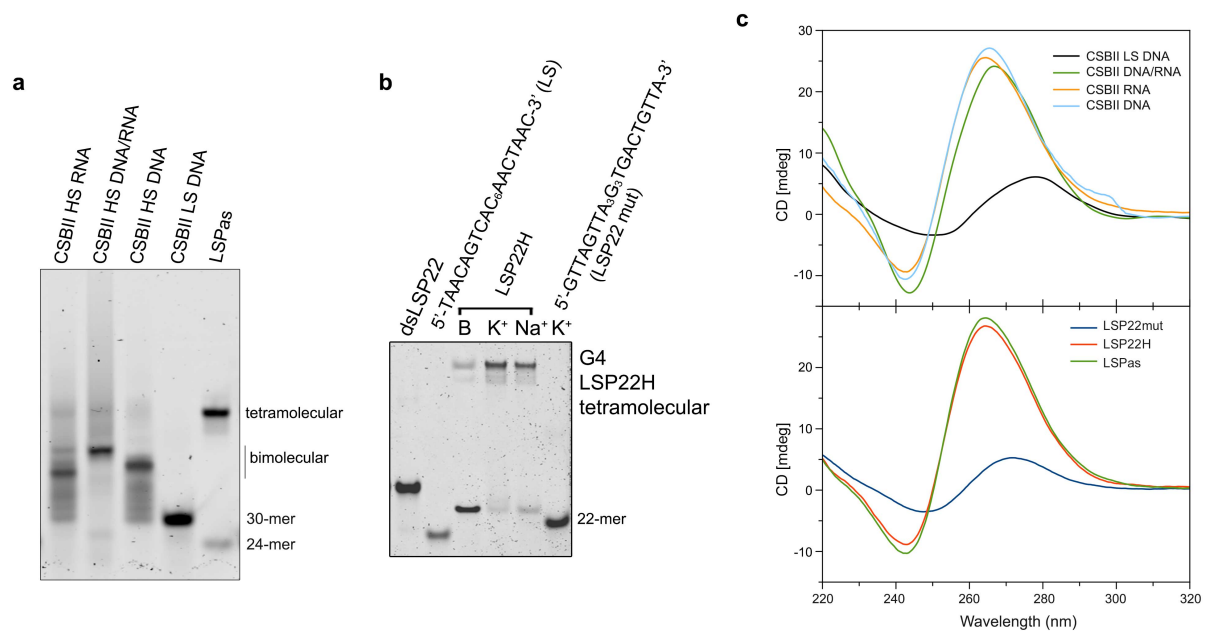 a
CSBII HS RNA
CSBII HS DNA/RNA
CSBII HS DNA
CSBII LS DNA
LSPas
tetramolecular
bimolecular
30-mer
24-mer
b
dsLSP22
5'-TAACAGTCAC₆AACTAAC-3' (LS)
LSP22H
B K⁺ Na⁺ K⁺
5'-GTTAGTTA₃G₃TGACTGTTA-3'
(LSP22 mut)
G4
LSP22H
tetramolecular
22-mer
c
30
20
10
0
-10
CD [mdeg]
CSBII LS DNA
CSBII DNA/RNA
CSBII RNA
CSBII DNA
20
10
0
-10
CD [mdeg]
LSP22mut
LSP22H
LSPas
220 240 260 280 300 320
Wavelength (nm)